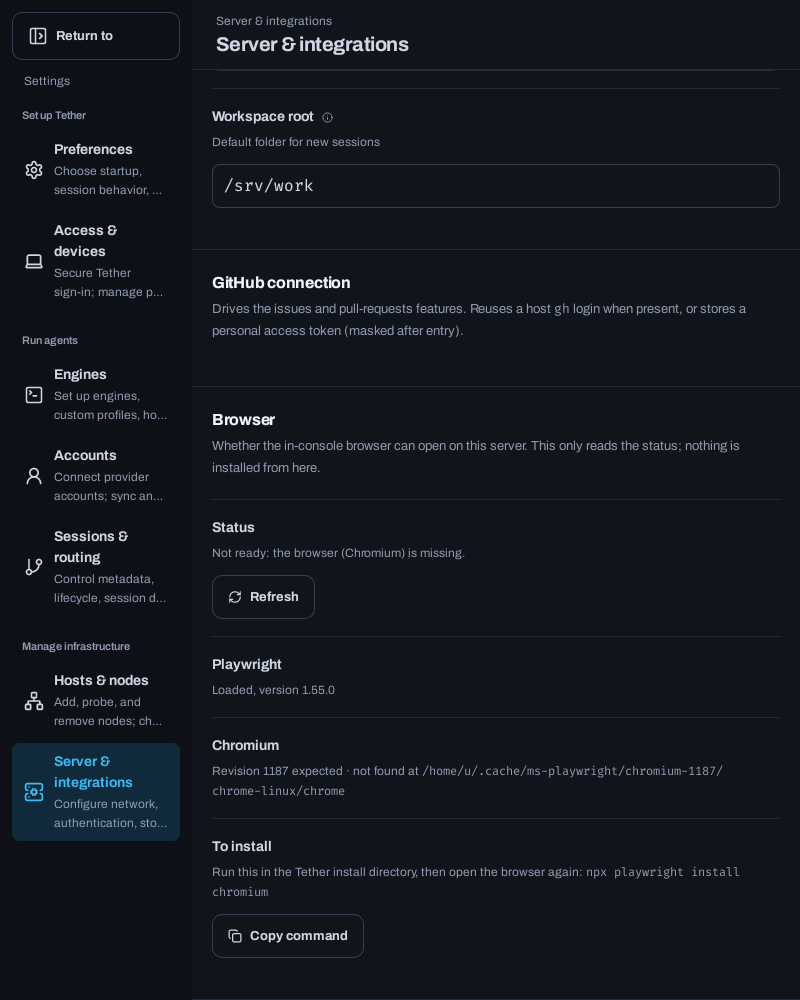 Return to
Settings
Set up Tether
Preferences
Choose startup,
session behavior, ...
Access &
devices
Secure Tether
sign-in; manage p...
Run agents
Engines
Set up engines,
custom profiles, ho...
Accounts
Connect provider
accounts; sync an...
Sessions &
routing
Control metadata,
lifecycle, session d...
Manage infrastructure
Hosts & nodes
Add, probe, and
remove nodes; ch...
Server &
integrations
Configure network,
authentication, sto...
Server & integrations
Server & integrations
Workspace root
Default folder for new sessions
/srv/work
GitHub connection
Drives the issues and pull-requests features. Reuses a host gh login when present, or stores a
personal access token (masked after entry).
Browser
Whether the in-console browser can open on this server. This only reads the status; nothing is
installed from here.
Status
Not ready: the browser (Chromium) is missing.
Refresh
Playwright
Loaded, version 1.55.0
Chromium
Revision 1187 expected · not found at /home/u/.cache/ms-playwright/chromium-1187/
chrome-linux/chrome
To install
Run this in the Tether install directory, then open the browser again: npx playwright install
chromium
Copy command